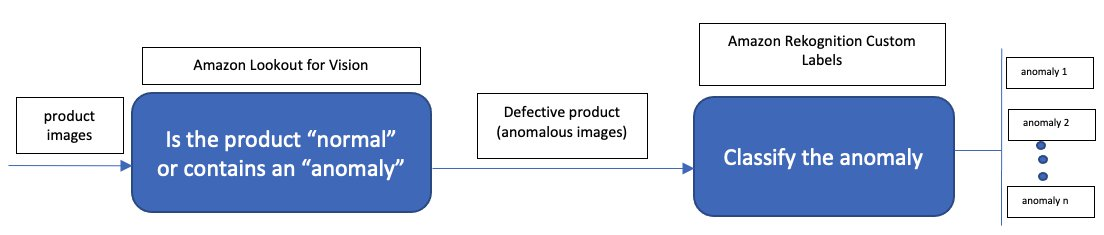 product
images
Amazon Lookout for Vision
Is the product “normal”
or contains an “anomaly”
Defective product
(anomalous images)
Amazon Rekognition Custom
Labels
Classify the anomaly
anomaly 1
anomaly 2
anomaly n